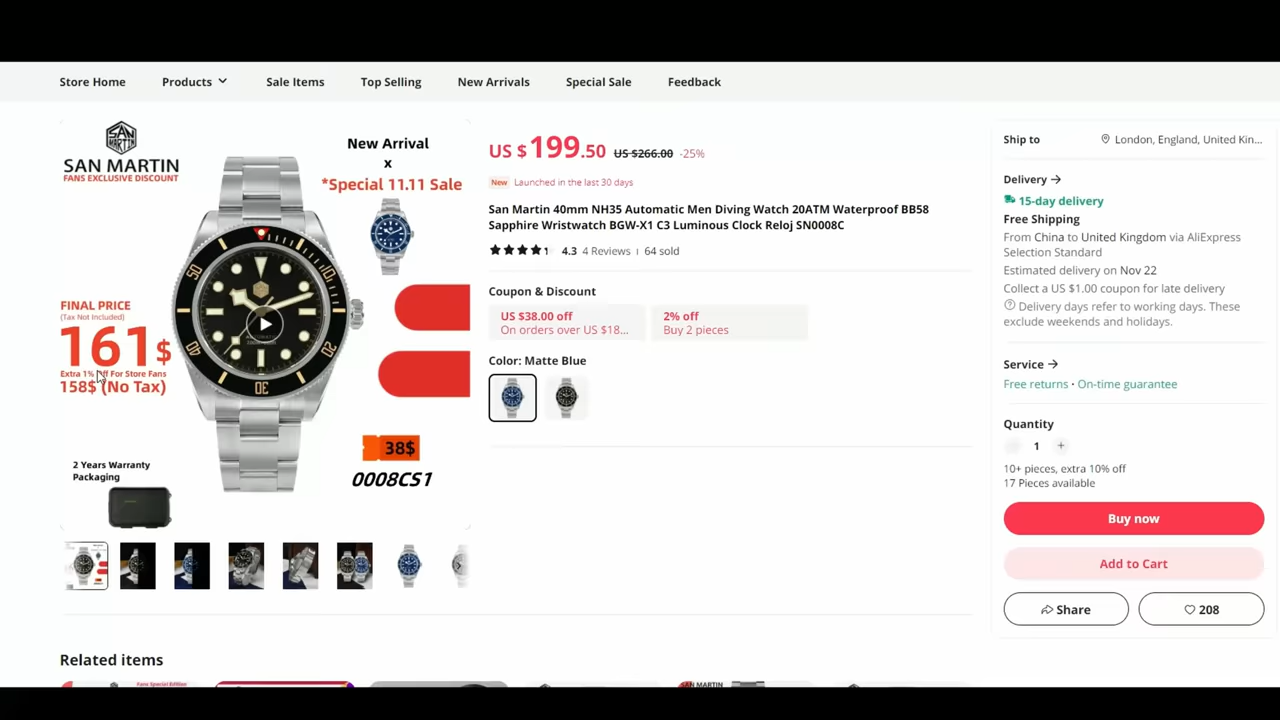 Store Home
Products
Sale Items
Top Selling
New Arrivals
Special Sale
Feedback
SAN MARTIN
SAN MARTIN
FANS EXCLUSIVE DISCOUNT
New Arrival
x
*Special 11.11 Sale
FINAL PRICE
(Tax Not Included)
161$
Extra 1% Off For Store Fans
158$ (No Tax)
38$
0008CS1
2 Years Warranty
Packaging
US $199.50 US $266.00 -25%
New Launched in the last 30 days
San Martin 40mm NH35 Automatic Men Diving Watch 20ATM Waterproof BB58
Sapphire Wristwatch BGW-X1 C3 Luminous Clock Reloj SN0008C
4.3 4 Reviews 64 sold
Coupon & Discount
US $38.00 off
On orders over US $18...
2% off
Buy 2 pieces
Color: Matte Blue
Ship to
London, England, United Kin...
Delivery
15-day delivery
Free Shipping
From China to United Kingdom via AliExpress
Selection Standard
Estimated delivery on Nov 22
Collect a US $1.00 coupon for late delivery
Delivery days refer to working days. These
exclude weekends and holidays.
Service
Free returns · On-time guarantee
Quantity
1 +
10+ pieces, extra 10% off
17 Pieces available
Buy now
Add to Cart
Share
208
Related items